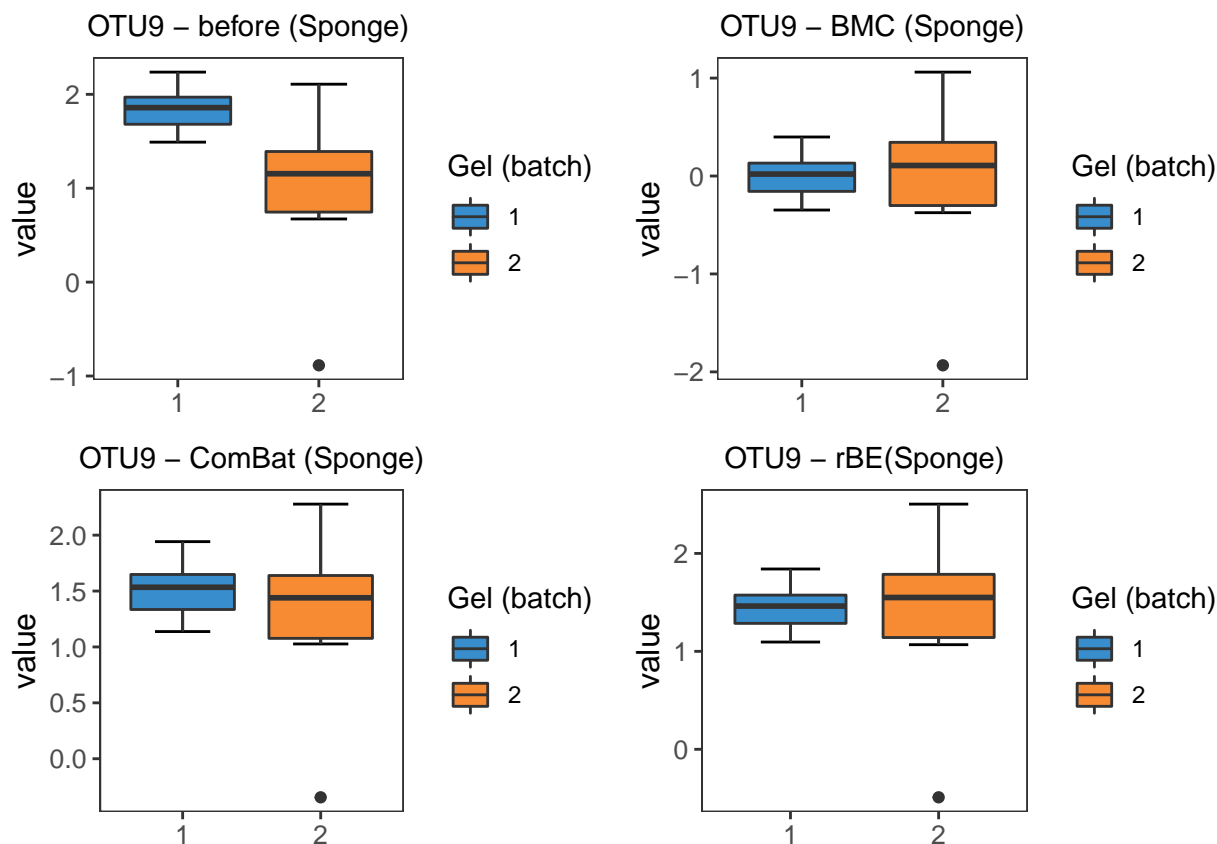 OTU9 − before (Sponge)
value
2
1
0
−1
1
2
Gel (batch)
1
2
OTU9 − BMC (Sponge)
value
1
0
−1
−2
1
2
Gel (batch)
1
2
OTU9 − ComBat (Sponge)
value
2.0
1.5
1.0
0.5
0.0
1
2
Gel (batch)
1
2
OTU9 − rBE(Sponge)
value
2
1
0
1
2
Gel (batch)
1
2